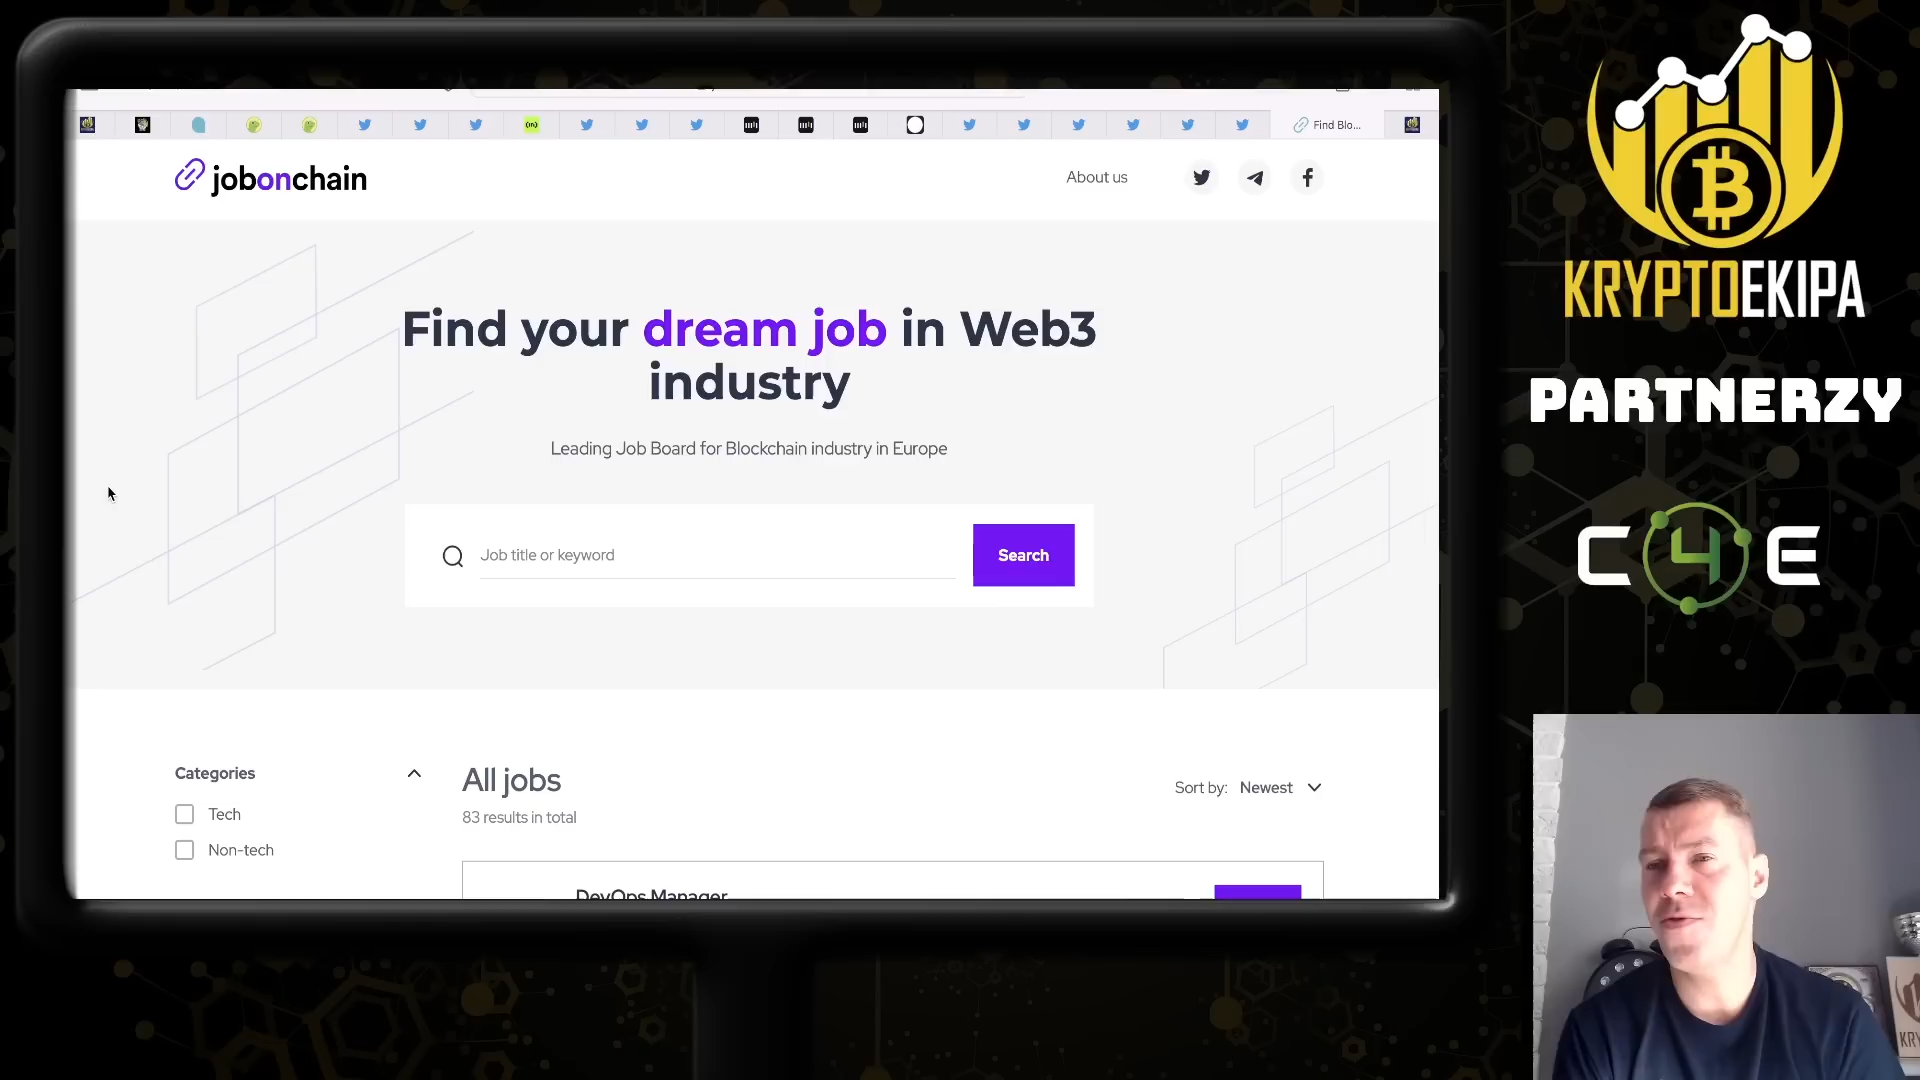 Find Blo...
jobonchain
About us
Find your dream job in Web3
industry
Leading Job Board for Blockchain industry in Europe
Job title or keyword
Search
Categories
Tech
Non-tech
All jobs
83 results in total
Sort by: Newest
DevOps Manager
KRYPTOEKIPA
PARTNERZY
C4E